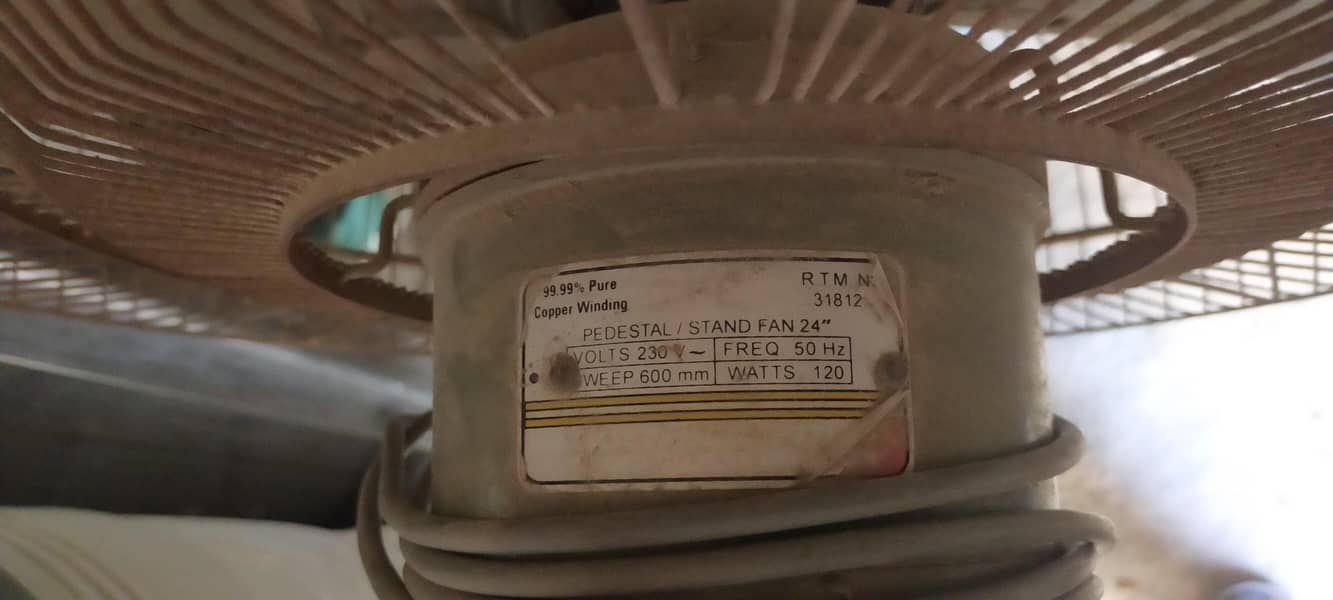 99.99% Pure
Copper Winding
R T M N
31812
PEDESTAL / STAND FAN 24"
VOLTS 230 V ~ FREQ 50 Hz
WEEP 600 mm WATTS 120